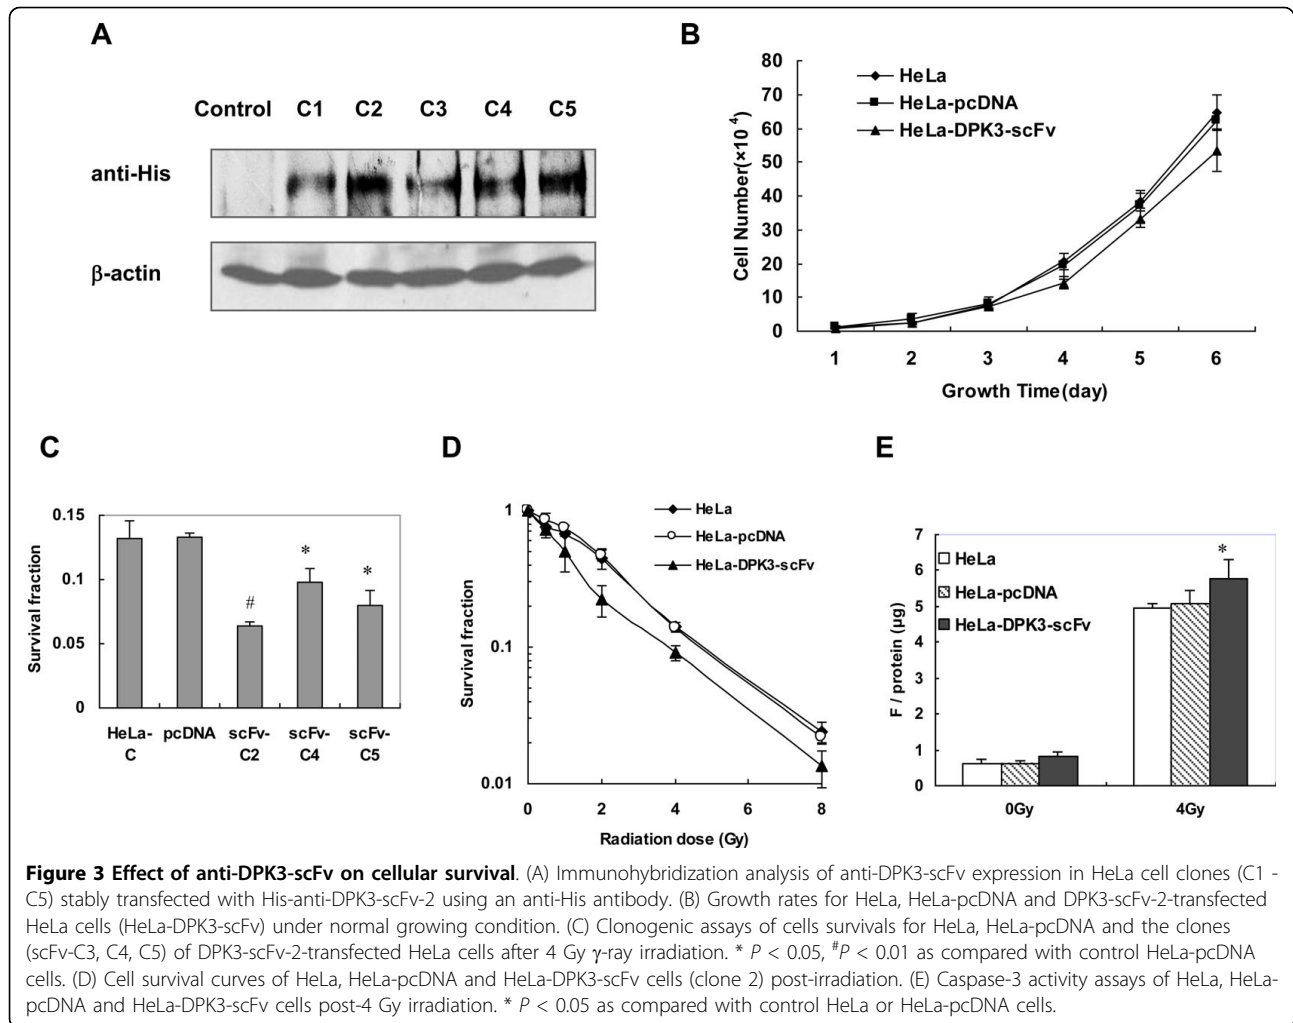 A
Control C1 C2 C3 C4 C5
anti-His
β-actin
B
80
70
60
50
40
30
20
10
0
Cell Number(×10⁴)
HeLa
HeLa-pcDNA
HeLa-DPK3-scFv
1 2 3 4 5 6
Growth Time(day)
C
0.15
0.1
0.05
0
Survival fraction
#
*
*
HeLa-C pcDNA scFv-C2 scFv-C4 scFv-C5
D
1
0.1
0.01
Survival fraction
HeLa
HeLa-pcDNA
HeLa-DPK3-scFv
0 2 4 8
Radiation dose (Gy)
E
7
6
5
4
3
2
1
0
F / protein (µg)
HeLa
HeLa-pcDNA
HeLa-DPK3-scFv
*
0Gy 4Gy
Figure 3 Effect of anti-DPK3-scFv on cellular survival. (A) Immunohybridization analysis of anti-DPK3-scFv expression in HeLa cell clones (C1 -
C5) stably transfected with His-anti-DPK3-scFv-2 using an anti-His antibody. (B) Growth rates for HeLa, HeLa-pcDNA and DPK3-scFv-2-transfected
HeLa cells (HeLa-DPK3-scFv) under normal growing condition. (C) Clonogenic assays of cells survivals for HeLa, HeLa-pcDNA and the clones
(scFv-C3, C4, C5) of DPK3-scFv-2-transfected HeLa cells after 4 Gy γ-ray irradiation. * P < 0.05, #P < 0.01 as compared with control HeLa-pcDNA
cells. (D) Cell survival curves of HeLa, HeLa-pcDNA and HeLa-DPK3-scFv cells (clone 2) post-irradiation. (E) Caspase-3 activity assays of HeLa, HeLa-
pcDNA and HeLa-DPK3-scFv cells post-4 Gy irradiation. * P < 0.05 as compared with control HeLa or HeLa-pcDNA cells.